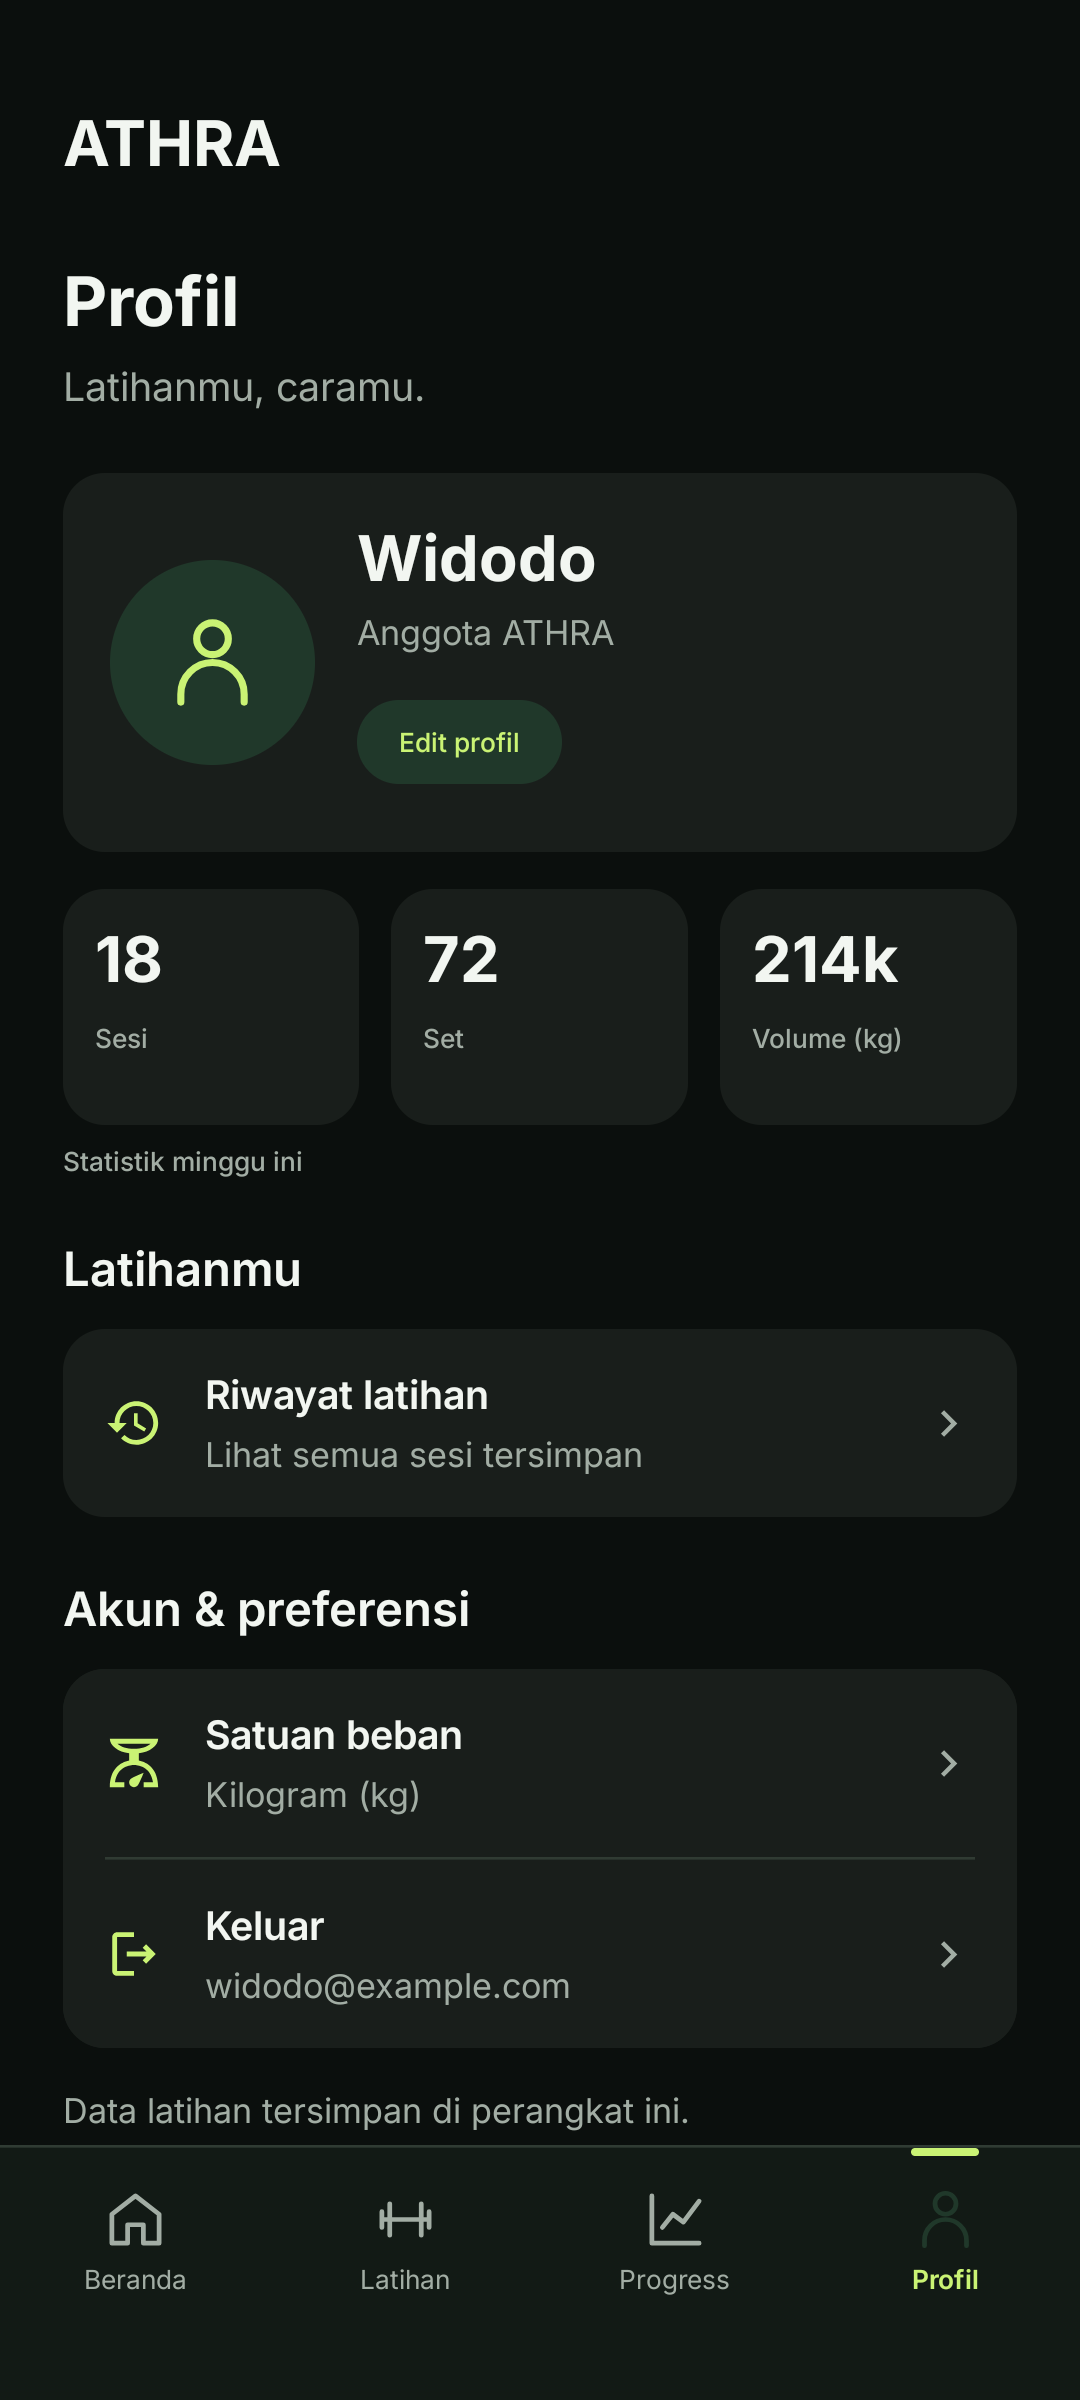 ATHRA
Profil
Latihanmu, caramu.
Widodo
Anggota ATHRA
Edit profil
18
Sesi
72
Set
214k
Volume (kg)
Statistik minggu ini
Latihanmu
Riwayat latihan
Lihat semua sesi tersimpan
Akun & preferensi
Satuan beban
Kilogram (kg)
Keluar
widodo@example.com
Data latihan tersimpan di perangkat ini.
Beranda
Latihan
Progress
Profil